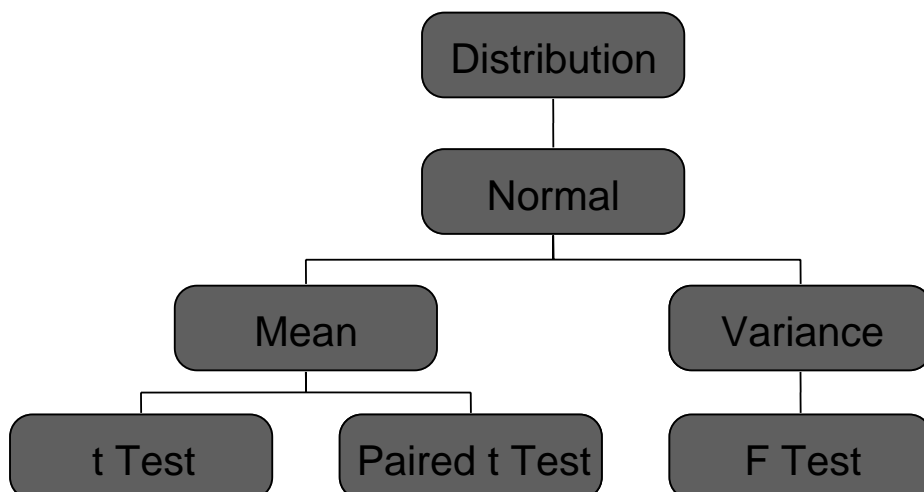 Distribution
Normal
Mean
Variance
t Test
Paired t Test
F Test